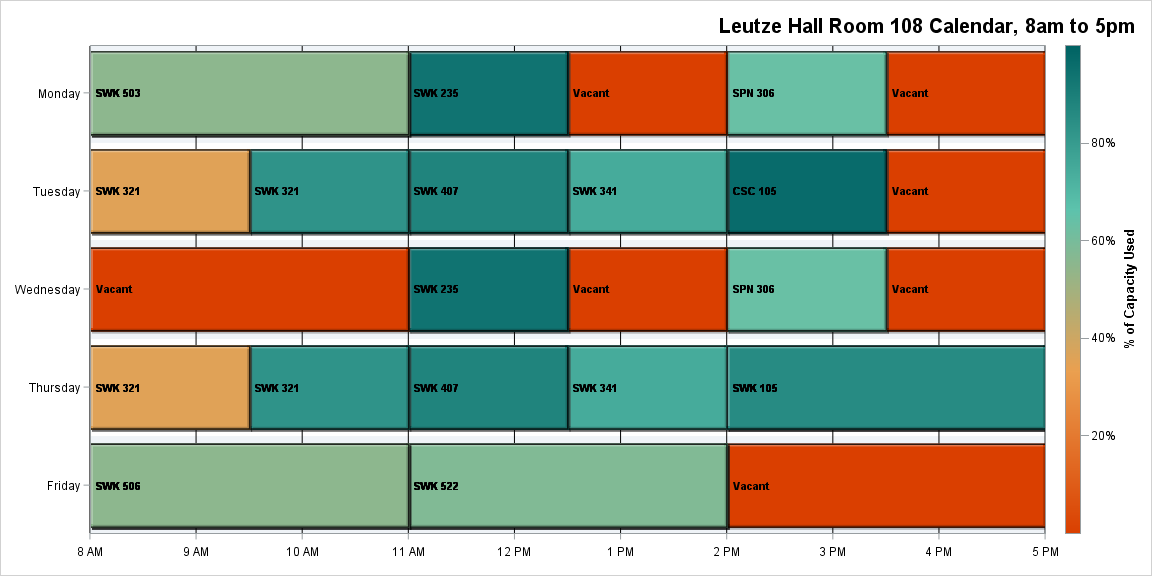 Leutze Hall Room 108 Calendar, 8am to 5pm
Monday
SWK 503
SWK 235
Vacant
SPN 306
Vacant
Tuesday
SWK 321
SWK 321
SWK 407
SWK 341
CSC 105
Vacant
Wednesday
Vacant
SWK 235
Vacant
SPN 306
Vacant
Thursday
SWK 321
SWK 321
SWK 407
SWK 341
SWK 105
Friday
SWK 506
SWK 522
Vacant
8 AM
9 AM
10 AM
11 AM
12 PM
1 PM
2 PM
3 PM
4 PM
5 PM
80%
60%
40%
20%
% of Capacity Used